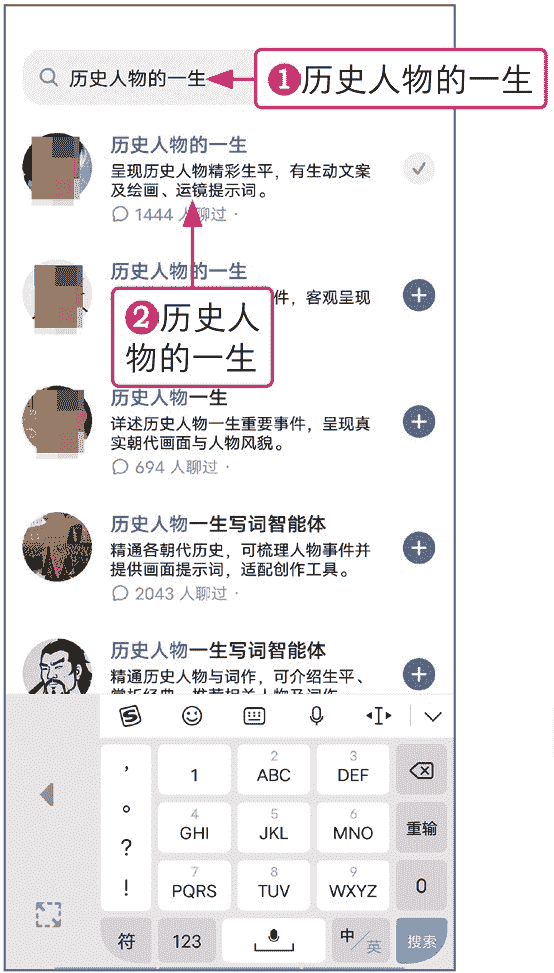 历史人物的一生
❶历史人物的一生
历史人物的一生
呈现历史人物精彩生平，有生动文案
及绘画、运镜提示词。
1444 人聊过 ·
历史人物的一生
件，客观呈现
❷历史人
物的一生
历史人物一生
详述历史人物一生重要事件，呈现真
实朝代画面与人物风貌。
694 人聊过 ·
历史人物一生写词智能体
精通各朝代历史，可梳理人物事件并
提供画面提示词，适配创作工具。
2043 人聊过 ·
历史人物一生写词智能体
精通历史人物与词作，可介绍生平、
S
，
1
2
ABC
3
DEF
。
4
GHI
5
JKL
6
MNO
重输
？
7
PQRS
8
TUV
9
WXYZ
0
！
符
123
中/英
搜索